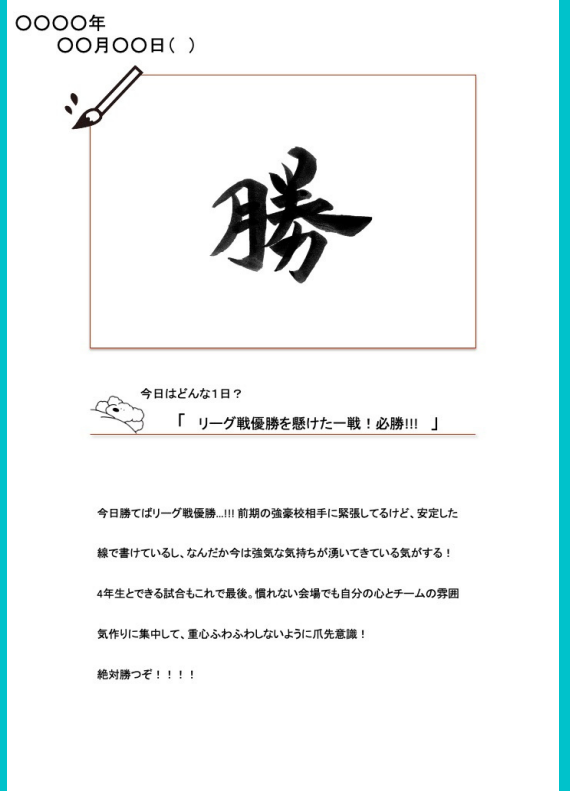 〇〇〇〇年
〇〇月〇〇日(　)
勝
今日はどんな1日？
「　リーグ戦優勝を懸けた一戦！必勝!!!　」
今日勝てばリーグ戦優勝...!!! 前期の強豪校相手に緊張してるけど、安定した
線で書けているし、なんだか今は強気な気持ちが湧いてきている気がする！
4年生とできる試合もこれで最後。慣れない会場でも自分の心とチームの雰囲
気作りに集中して、重心ふわふわしないように爪先意識！
絶対勝つぞ！！！！